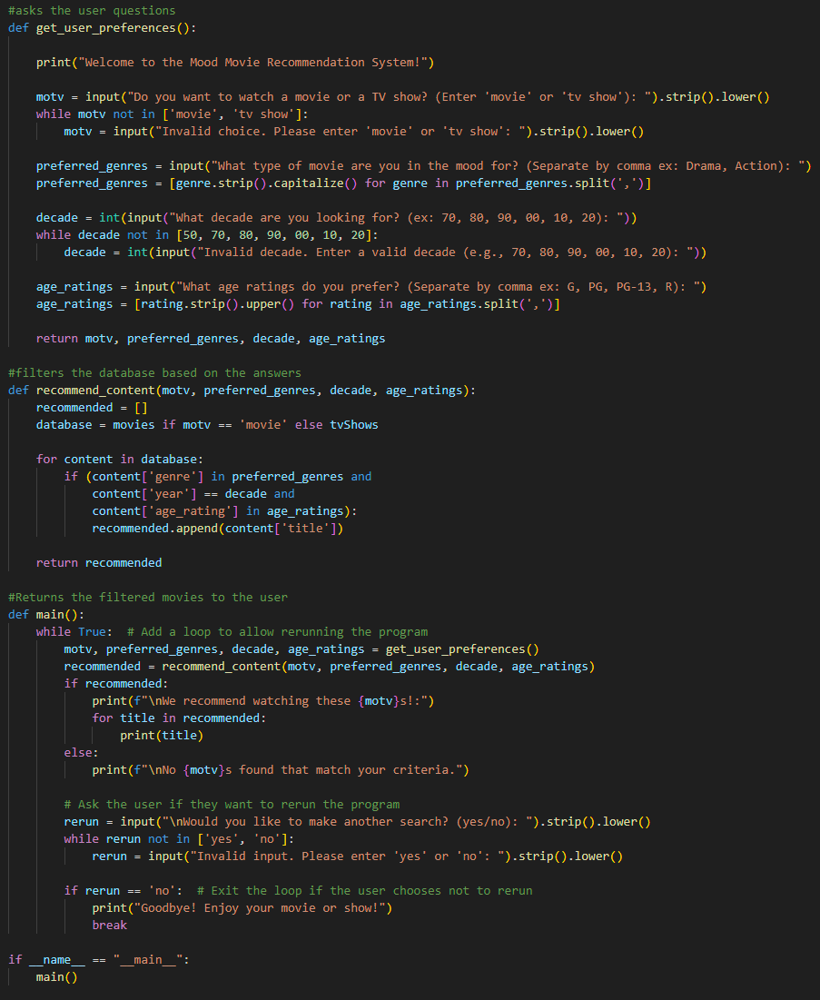 #asks the user questions
def get_user_preferences():
    print("Welcome to the Mood Movie Recommendation System!")
    motv = input("Do you want to watch a movie or a TV show? (Enter 'movie' or 'tv show'): ").strip().lower()
    while motv not in ['movie', 'tv show']:
        motv = input("Invalid choice. Please enter 'movie' or 'tv show': ").strip().lower()
    preferred_genres = input("What type of movie are you in the mood for? (Separate by comma ex: Drama, Action): ")
    preferred_genres = [genre.strip().capitalize() for genre in preferred_genres.split(',')]
    decade = int(input("What decade are you looking for? (ex: 70, 80, 90, 00, 10, 20): "))
    while decade not in [50, 70, 80, 90, 00, 10, 20]:
        decade = int(input("Invalid decade. Enter a valid decade (e.g., 70, 80, 90, 00, 10, 20): "))
    age_ratings = input("What age ratings do you prefer? (Separate by comma ex: G, PG, PG-13, R): ")
    age_ratings = [rating.strip().upper() for rating in age_ratings.split(',')]
    return motv, preferred_genres, decade, age_ratings
#filters the database based on the answers
def recommend_content(motv, preferred_genres, decade, age_ratings):
    recommended = []
    database = movies if motv == 'movie' else tvShows
    for content in database:
        if (content['genre'] in preferred_genres and
            content['year'] == decade and
            content['age_rating'] in age_ratings):
            recommended.append(content['title'])
    return recommended
#Returns the filtered movies to the user
def main():
    while True:  # Add a loop to allow rerunning the program
        motv, preferred_genres, decade, age_ratings = get_user_preferences()
        recommended = recommend_content(motv, preferred_genres, decade, age_ratings)
        if recommended:
            print(f"\nWe recommend watching these {motv}s!:")
            for title in recommended:
                print(title)
        else:
            print(f"\nNo {motv}s found that match your criteria.")
        # Ask the user if they want to rerun the program
        rerun = input("\nWould you like to make another search? (yes/no): ").strip().lower()
        while rerun not in ['yes', 'no']:
            rerun = input("Invalid input. Please enter 'yes' or 'no': ").strip().lower()
        if rerun == 'no':  # Exit the loop if the user chooses not to rerun
            print("Goodbye! Enjoy your movie or show!")
            break
if __name__ == "__main__":
    main()